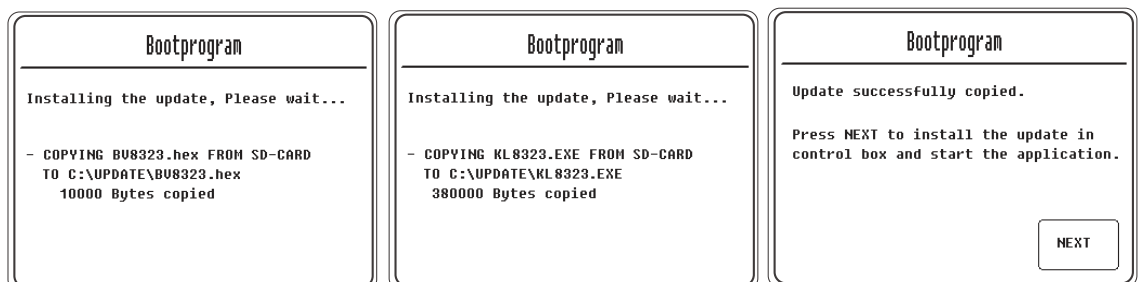 Bootprogram
Installing the update, Please wait...
- COPYING BV8323.hex FROM SD-CARD
TO C:\UPDATE\BV8323.hex
10000 Bytes copied
Bootprogram
Installing the update, Please wait...
- COPYING KL8323.EXE FROM SD-CARD
TO C:\UPDATE\KL8323.EXE
380000 Bytes copied
Bootprogram
Update successfully copied.
Press NEXT to install the update in
control box and start the application.
NEXT